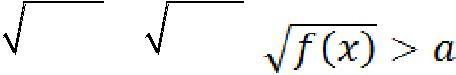 √ √ √f(x) > a